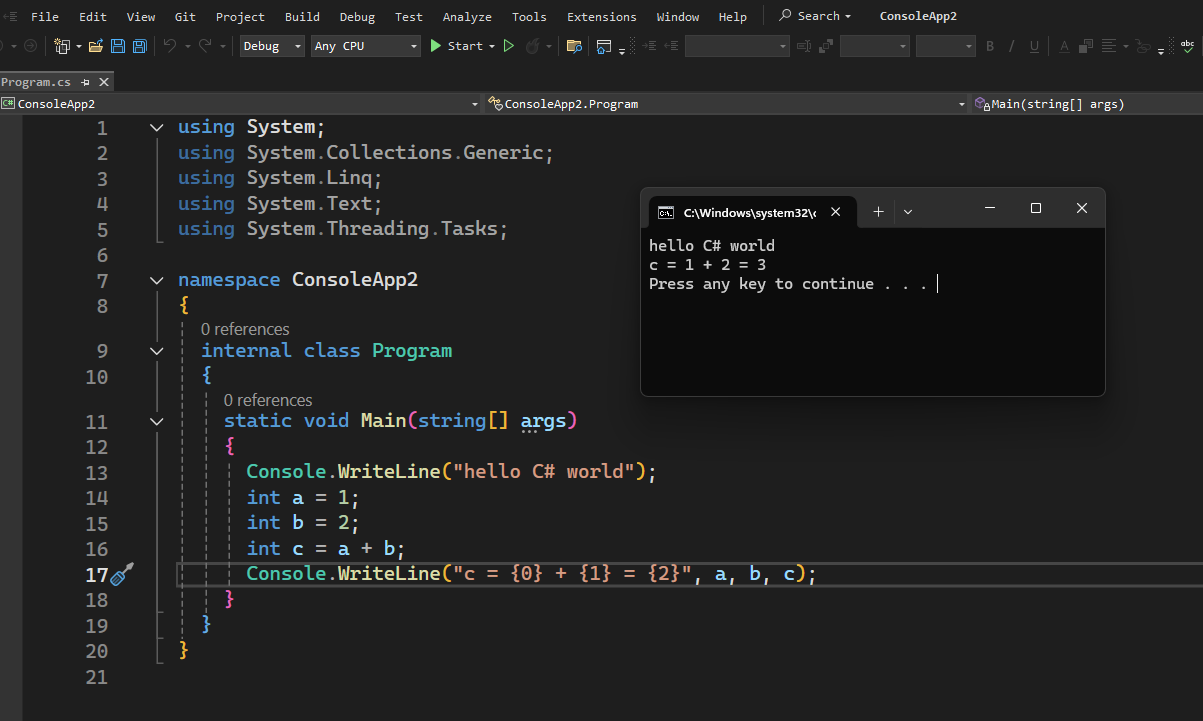 File Edit View Git Project Build Debug Test Analyze Tools Extensions Window Help Search ConsoleApp2
Debug Any CPU Start B I U A abc
Program.cs
C# ConsoleApp2 ConsoleApp2.Program Main(string[] args)
1 using System;
2 using System.Collections.Generic;
3 using System.Linq;
4 using System.Text;
5 using System.Threading.Tasks;
6
7 namespace ConsoleApp2
8 {
0 references
9 internal class Program
10 {
0 references
11 static void Main(string[] args)
12 {
13 Console.WriteLine("hello C# world");
14 int a = 1;
15 int b = 2;
16 int c = a + b;
17 Console.WriteLine("c = {0} + {1} = {2}", a, b, c);
18 }
19 }
20 }
21
C:\Windows\system32\
hello C# world
c = 1 + 2 = 3
Press any key to continue . . .